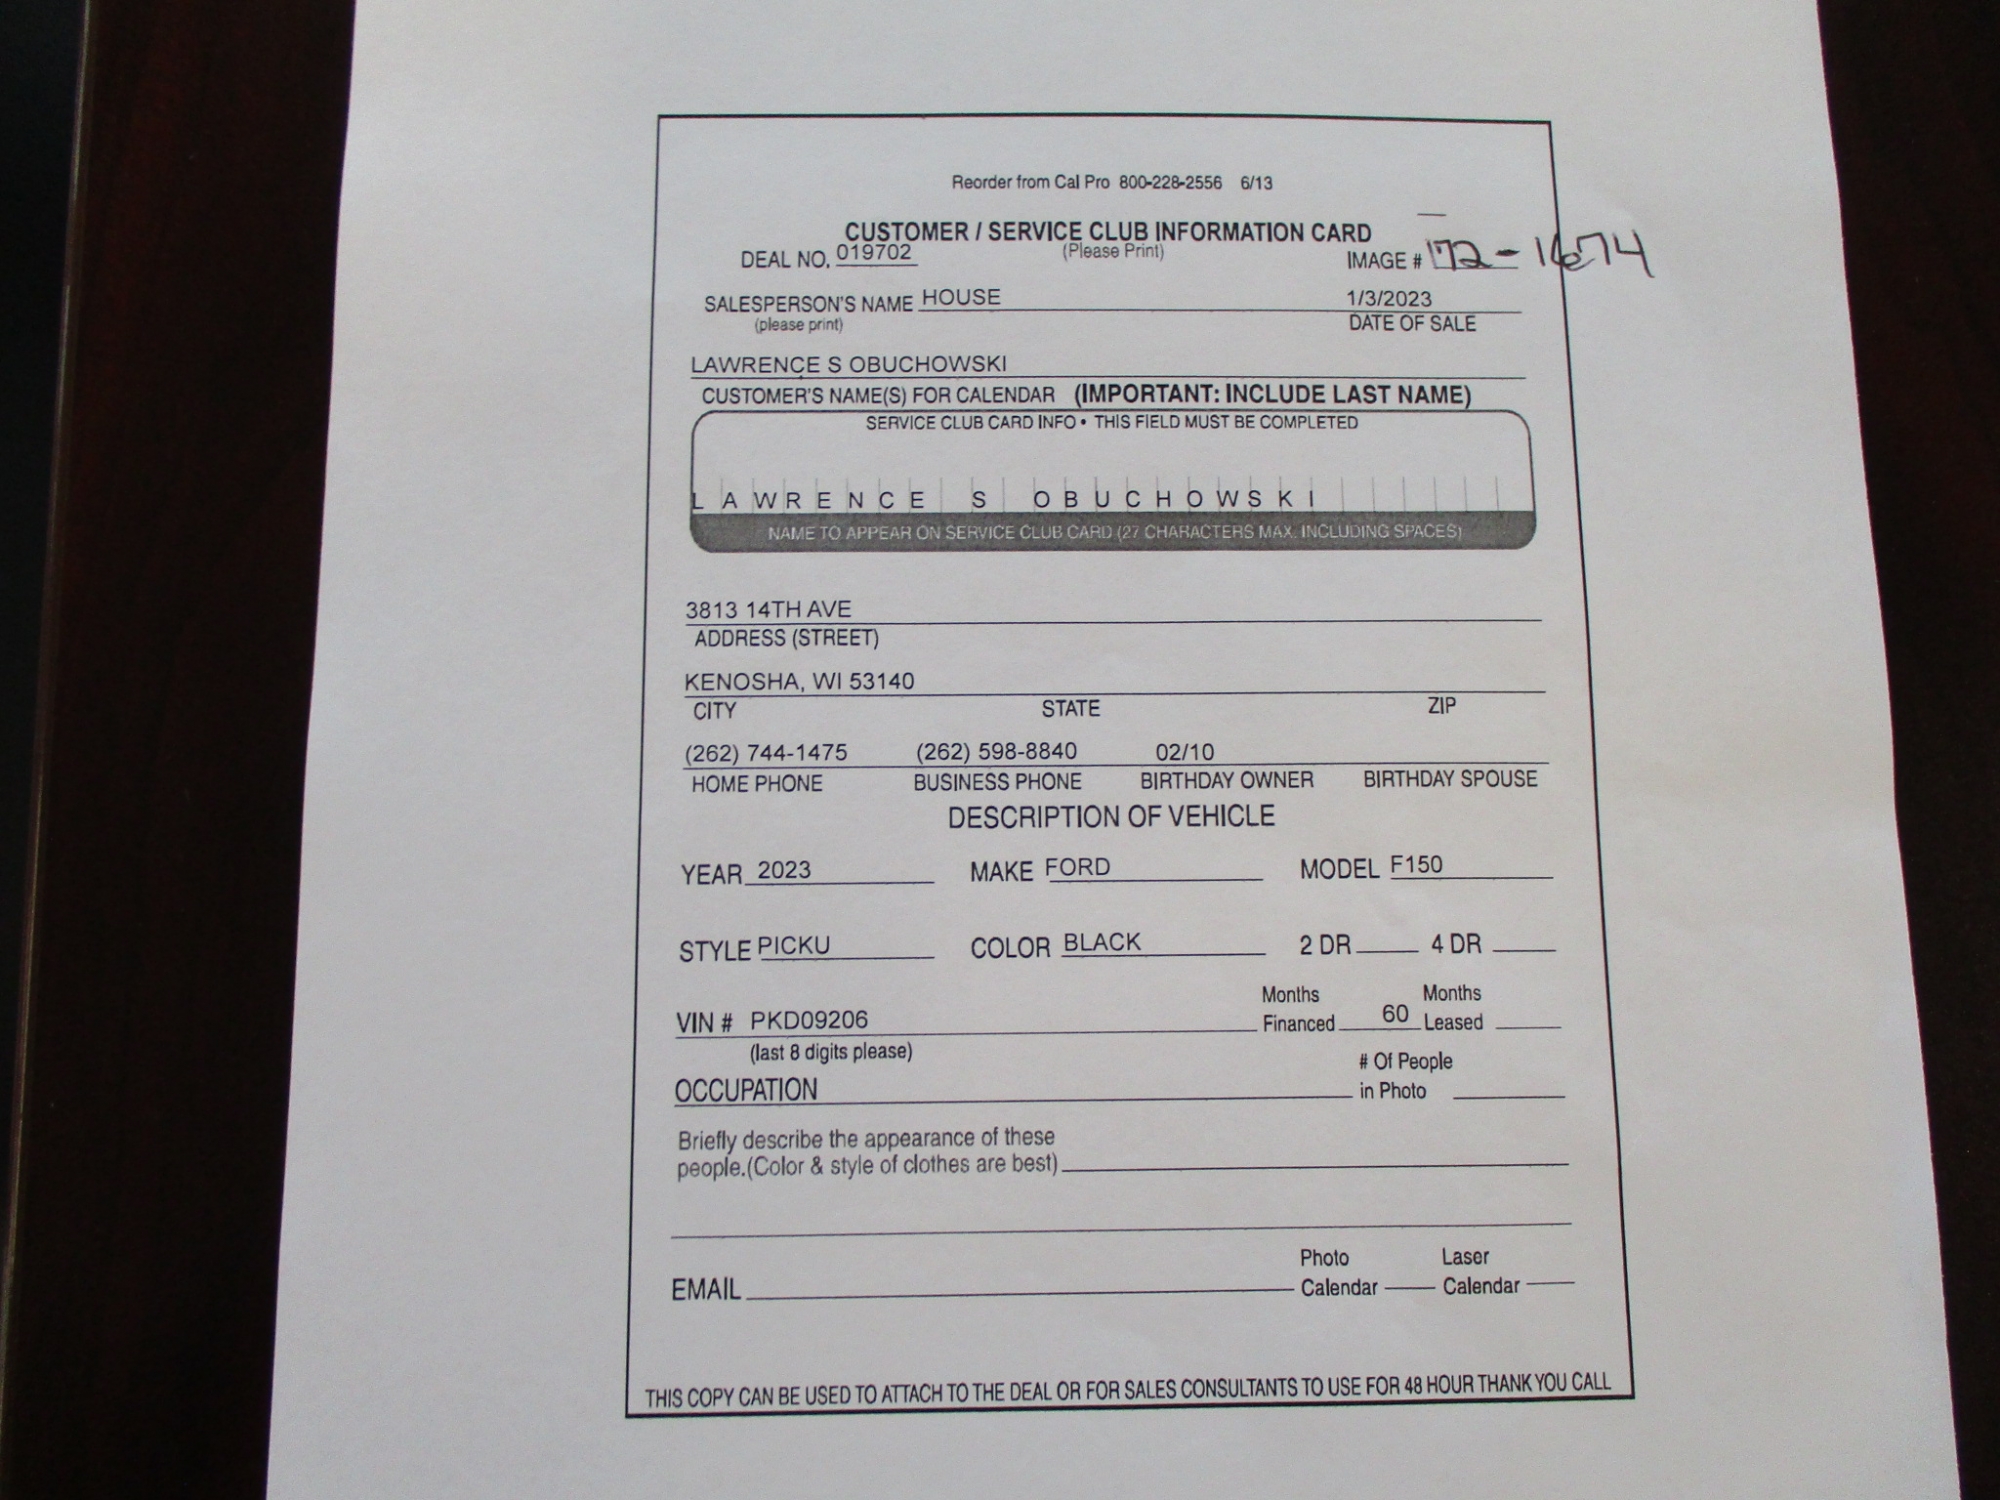 Reorder from Cal Pro 800-228-2556 6/13
CUSTOMER / SERVICE CLUB INFORMATION CARD
DEAL NO. 019702 (Please Print) IMAGE # 172-1674
SALESPERSON'S NAME HOUSE 1/3/2023
(please print) DATE OF SALE
LAWRENCE S OBUCHOWSKI
CUSTOMER'S NAME(S) FOR CALENDAR (IMPORTANT: INCLUDE LAST NAME)
SERVICE CLUB CARD INFO • THIS FIELD MUST BE COMPLETED
LAWRENCE S OBUCHOWSKI
NAME TO APPEAR ON SERVICE CLUB CARD (27 CHARACTERS MAX. INCLUDING SPACES)
3813 14TH AVE
ADDRESS (STREET)
KENOSHA, WI 53140
CITY STATE ZIP
(262) 744-1475 (262) 598-8840 02/10
HOME PHONE BUSINESS PHONE BIRTHDAY OWNER BIRTHDAY SPOUSE
DESCRIPTION OF VEHICLE
YEAR 2023 MAKE FORD MODEL F150
STYLE PICKU COLOR BLACK 2 DR 4 DR
Months Months
VIN # PKD09206 Financed 60 Leased
(last 8 digits please) # Of People
OCCUPATION in Photo
Briefly describe the appearance of these
people.(Color & style of clothes are best)
Photo Laser
EMAIL Calendar Calendar
THIS COPY CAN BE USED TO ATTACH TO THE DEAL OR FOR SALES CONSULTANTS TO USE FOR 48 HOUR THANK YOU CALL